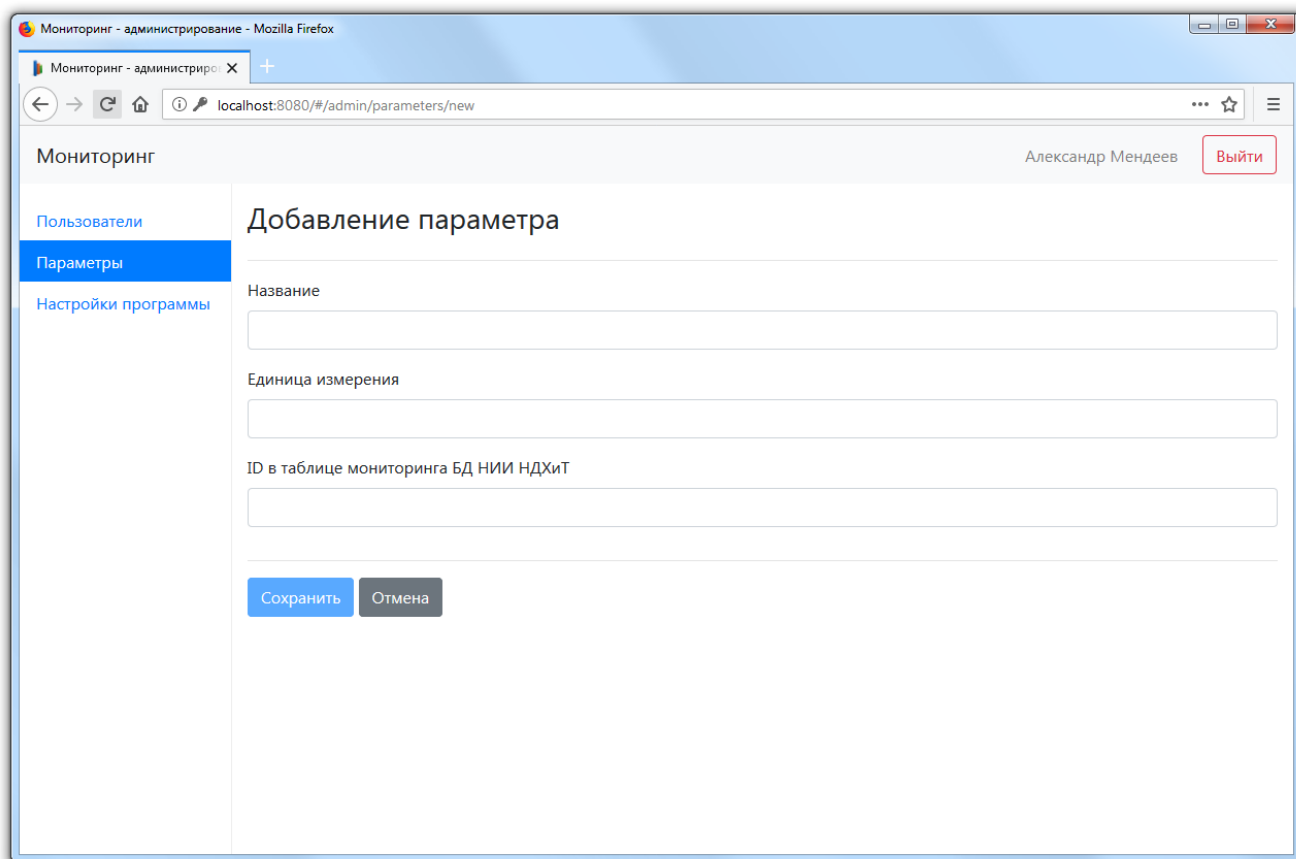 Мониторинг - администрирование - Mozilla Firefox
Мониторинг - администриро
localhost:8080/#/admin/parameters/new
Мониторинг
Александр Мендеев
Выйти
Пользователи
Параметры
Настройки программы
Добавление параметра
Название
Единица измерения
ID в таблице мониторинга БД НИИ НДХиТ
Сохранить
Отмена